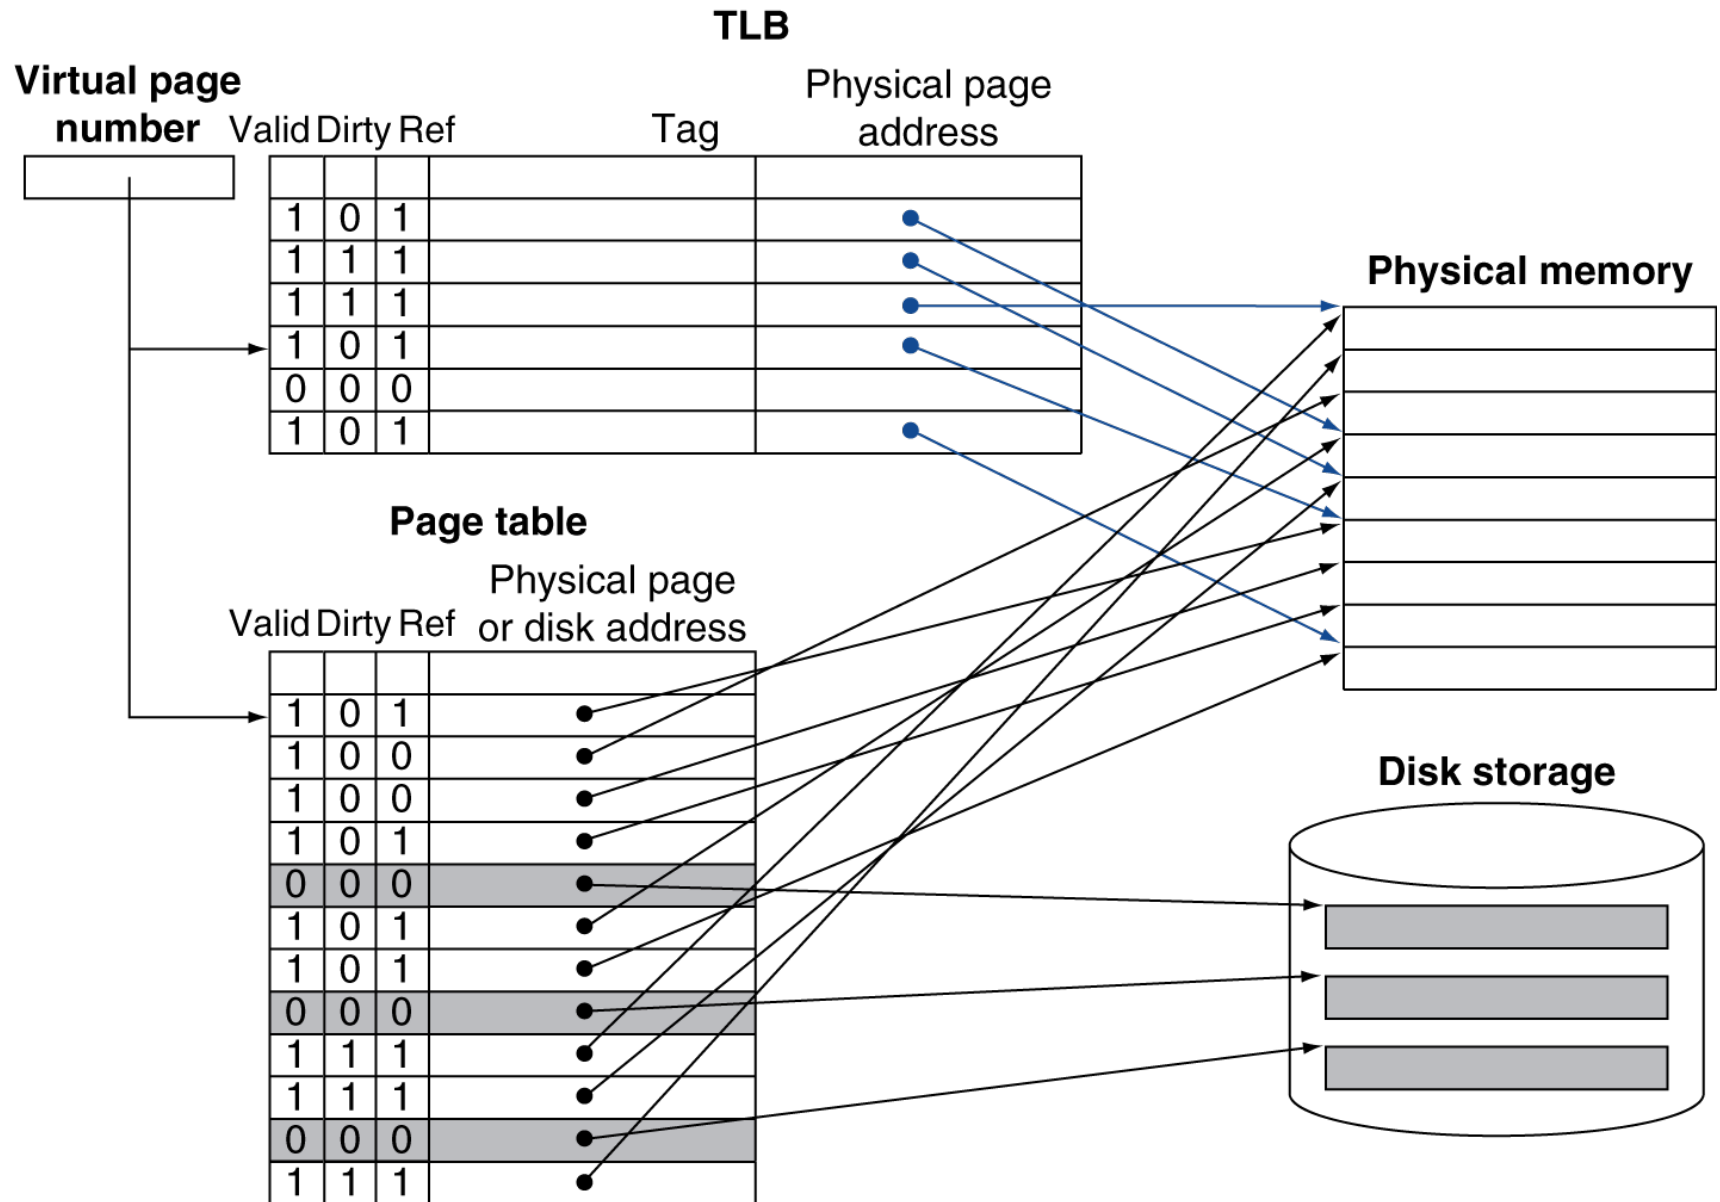 TLB
Virtual page
number
Valid Dirty Ref
Tag
Physical page
address
1 0 1
1 1 1
1 1 1
1 0 1
0 0 0
1 0 1
Physical memory
Page table
Valid Dirty Ref
Physical page
or disk address
1 0 1
1 0 0
1 0 0
1 0 1
0 0 0
1 0 1
1 0 1
0 0 0
1 1 1
1 1 1
0 0 0
1 1 1
Disk storage